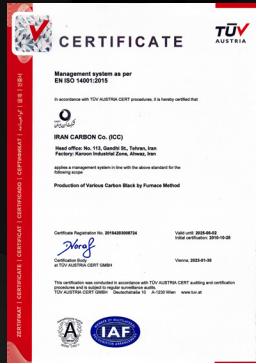 CERTIFICATE
TÜV
AUSTRIA
Management system as per
EN ISO 14001:2015
In accordance with TÜV AUSTRIA CERT procedures, it is hereby certified that
IRAN CARBON Co. (ICC)
Head office: No. 113, Gandhi St., Tehran, Iran
Factory: Karoon Industrial Zone, Ahwaz, Iran
applies a management system in line with the above standard for the
following scope
Production of Various Carbon Black by Furnace Method
Certificate Registration No. 20184203008734
Valid until: 2025-08-02
Initial certification: 2010-10-28
Certification Body
at TÜV AUSTRIA CERT GMBH
Vienna, 2023-01-30
This certification was conducted in accordance with TÜV AUSTRIA CERT auditing and certification
procedures and is subject to regular surveillance audits.
TÜV AUSTRIA CERT GMBH Deutschstraße 10 A-1230 Wien www.tuv.at
IAF
ZERTIFIKAT | CERTIFICATE | CERTIFICAT | CERTIFICADO